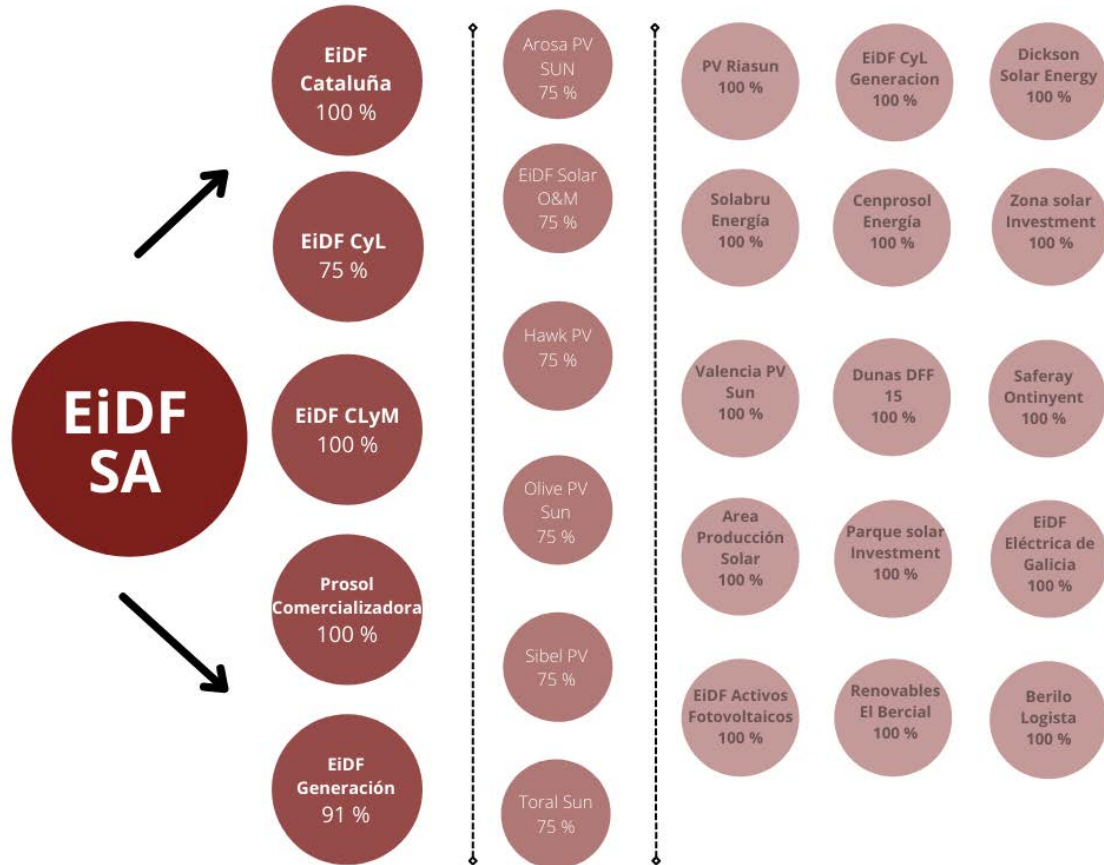 EiDF
SA
EiDF
Cataluña
100 %
EiDF CyL
75 %
EiDF CLyM
100 %
Prosol
Comercializadora
100 %
EiDF
Generación
91 %
Arosa PV
SUN
75 %
EiDF Solar
O&M
75 %
Hawk PV
75 %
Olive PV
Sun
75 %
Sibel PV
75 %
Toral Sun
75 %
PV Riasun
100 %
EiDF CyL
Generacion
100 %
Dickson
Solar Energy
100 %
Solabru
Energía
100 %
Cenprosol
Energía
100 %
Zona solar
Investment
100 %
Valencia PV
Sun
100 %
Dunas DFF
15
100 %
Saferay
Ontinyent
100 %
Area
Producción
Solar
100 %
Parque solar
Investment
100 %
EiDF
Eléctrica de
Galicia
100 %
EiDF Activos
Fotovoltaicos
100 %
Renovables
El Bercial
100 %
Berilo
Logista
100 %